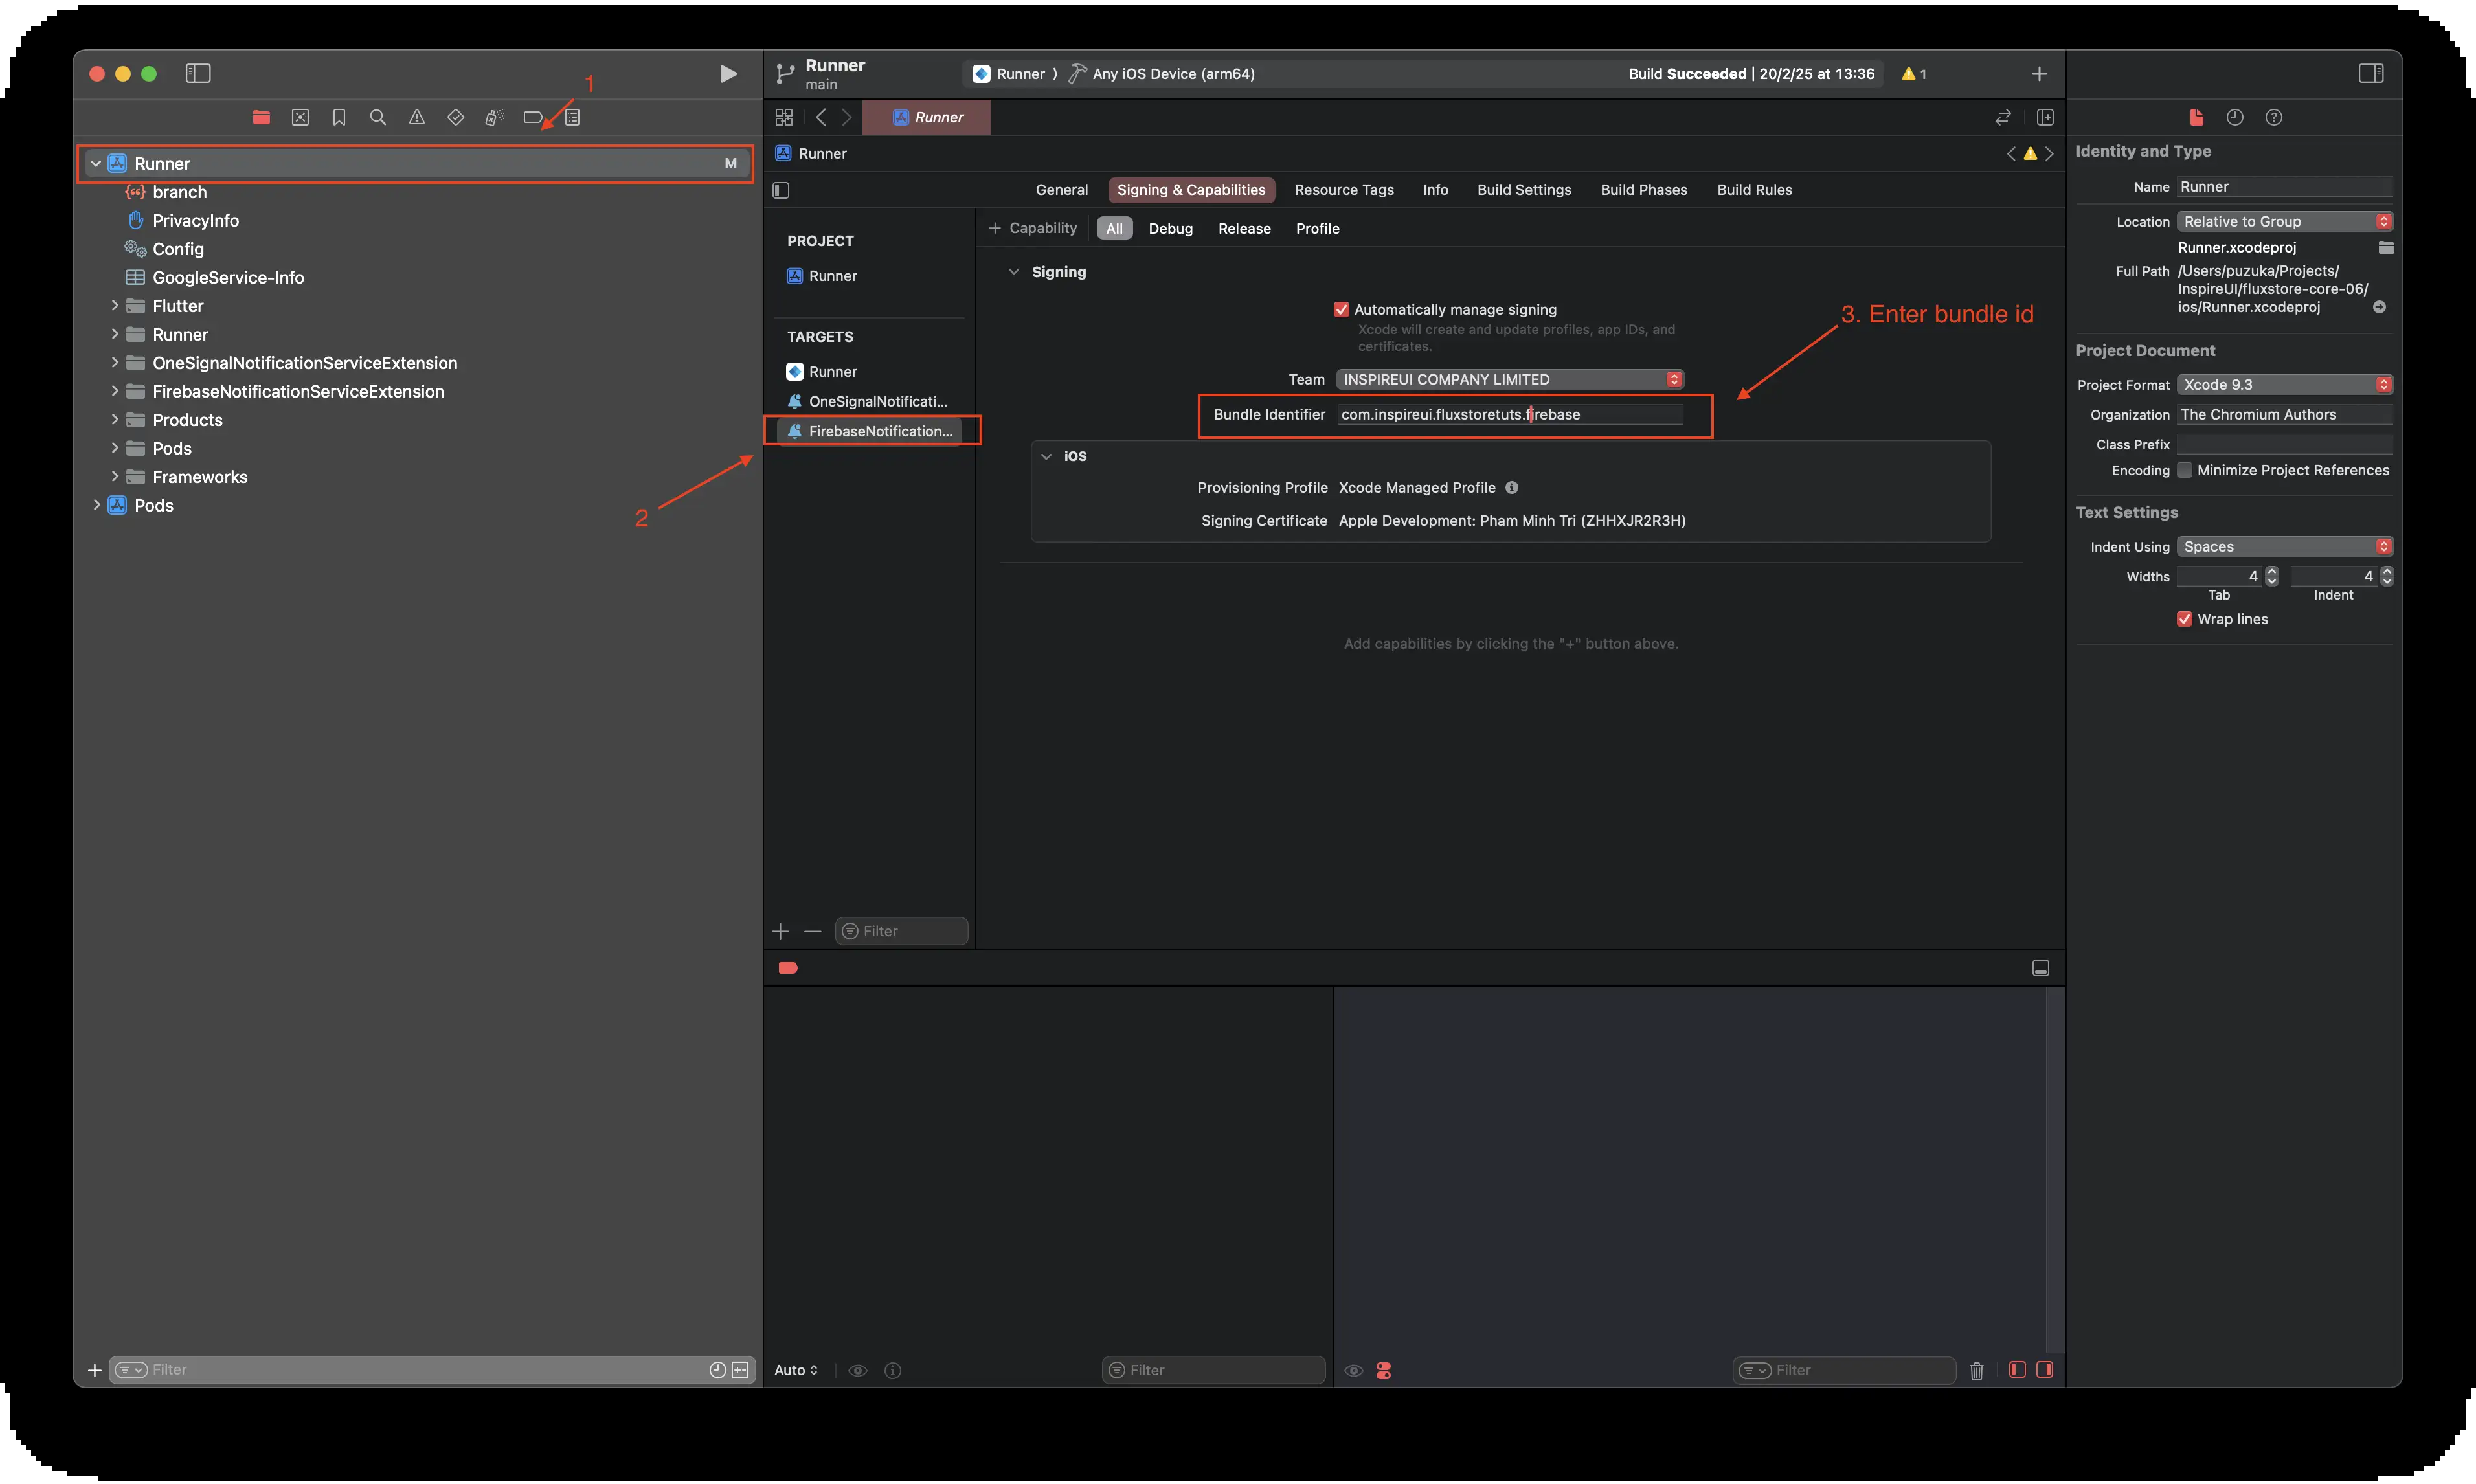 1
Runner
M
branch
PrivacyInfo
Config
GoogleService-Info
Flutter
Runner
OneSignalNotificationServiceExtension
FirebaseNotificationServiceExtension
Products
Pods
Frameworks
Pods
2
Filter
Runner
main
Runner
Any iOS Device (arm64)
Build Succeeded | 20/2/25 at 13:36
1
Runner
Runner
General
Signing & Capabilities
Resource Tags
Info
Build Settings
Build Phases
Build Rules
PROJECT
Runner
TARGETS
Runner
OneSignalNotificati...
FirebaseNotification...
Filter
+ Capability
All
Debug
Release
Profile
Signing
Automatically manage signing
Xcode will create and update profiles, app IDs, and
certificates.
3. Enter bundle id
Team INSPIREUI COMPANY LIMITED
Bundle Identifier com.inspireui.fluxstoretuts.firebase
iOS
Provisioning Profile Xcode Managed Profile
Signing Certificate Apple Development: Pham Minh Tri (ZHHXJR2R3H)
Add capabilities by clicking the "+" button above.
Auto
Filter
Filter
Identity and Type
Name Runner
Location Relative to Group
Runner.xcodeproj
Full Path /Users/puzuka/Projects/
InspireUI/fluxstore-core-06/
ios/Runner.xcodeproj
Project Document
Project Format Xcode 9.3
Organization The Chromium Authors
Class Prefix
Encoding Minimize Project References
Text Settings
Indent Using Spaces
Widths 4 4
Tab Indent
Wrap lines